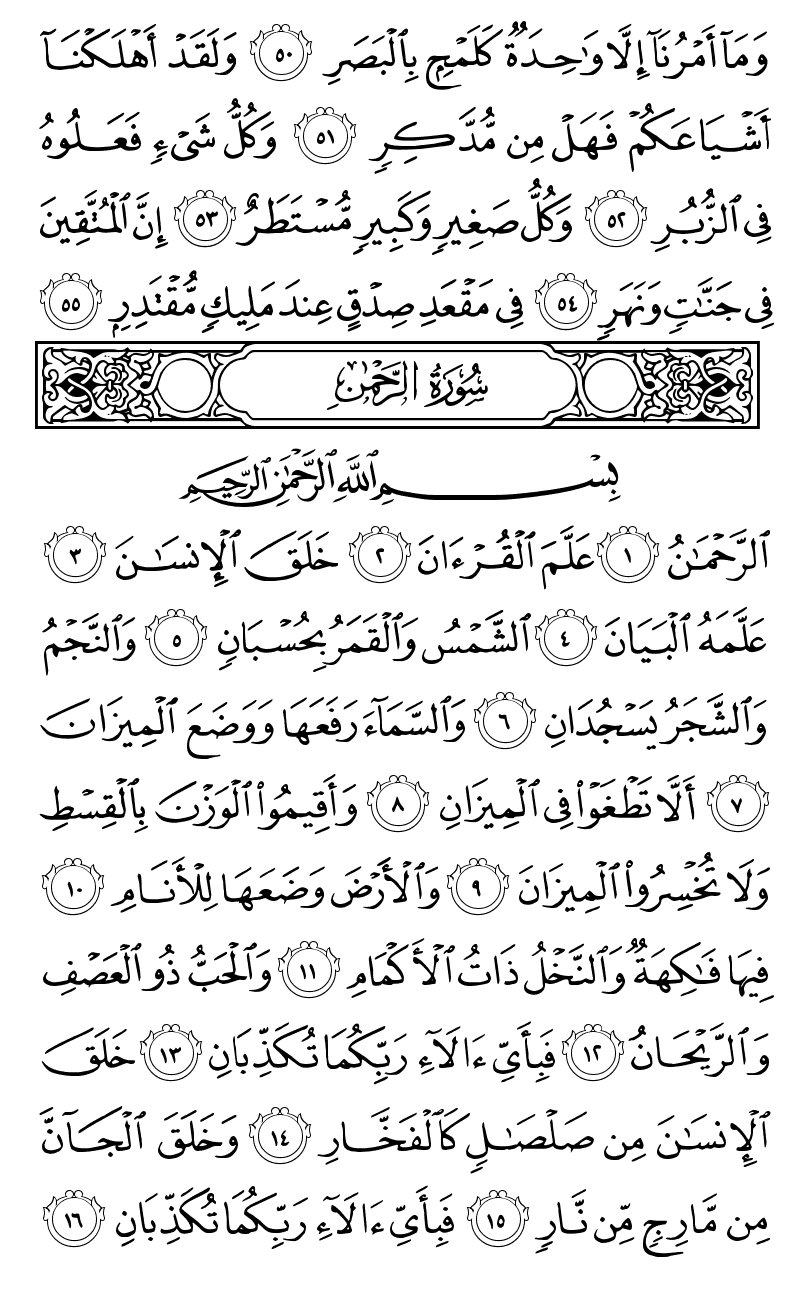 وَمَآ أَمْرُنَآ إِلَّا وَٰحِدَةٌ كَلَمْحٍۭ بِٱلْبَصَرِ ٥٠ وَلَقَدْ أَهْلَكْنَآ
أَشْيَاعَكُمْ فَهَلْ مِن مُّدَّكِرٍ ٥١ وَكُلُّ شَىْءٍ فَعَلُوهُ
فِى ٱلزُّبُرِ ٥٢ وَكُلُّ صَغِيرٍ وَكَبِيرٍ مُّسْتَطَرٌ ٥٣ إِنَّ ٱلْمُتَّقِينَ
فِى جَنَّٰتٍ وَنَهَرٍ ٥٤ فِى مَقْعَدِ صِدْقٍ عِندَ مَلِيكٍ مُّقْتَدِرٍۭ ٥٥
سُورَةُ الرَّحْمَٰنِ
بِسْمِ ٱللَّهِ ٱلرَّحْمَٰنِ ٱلرَّحِيمِ
ٱلرَّحْمَٰنُ ١ عَلَّمَ ٱلْقُرْءَانَ ٢ خَلَقَ ٱلْإِنسَٰنَ ٣
عَلَّمَهُ ٱلْبَيَانَ ٤ ٱلشَّمْسُ وَٱلْقَمَرُ بِحُسْبَانٍ ٥ وَٱلنَّجْمُ
وَٱلشَّجَرُ يَسْجُدَانِ ٦ وَٱلسَّمَآءَ رَفَعَهَا وَوَضَعَ ٱلْمِيزَانَ
٧ أَلَّا تَطْغَوْا۟ فِى ٱلْمِيزَانِ ٨ وَأَقِيمُوا۟ ٱلْوَزْنَ بِٱلْقِسْطِ
وَلَا تُخْسِرُوا۟ ٱلْمِيزَانَ ٩ وَٱلْأَرْضَ وَضَعَهَا لِلْأَنَامِ ١٠
فِيهَا فَٰكِهَةٌ وَٱلنَّخْلُ ذَاتُ ٱلْأَكْمَامِ ١١ وَٱلْحَبُّ ذُو ٱلْعَصْفِ
وَٱلرَّيْحَانُ ١٢ فَبِأَىِّ ءَالَآءِ رَبِّكُمَا تُكَذِّبَانِ ١٣ خَلَقَ
ٱلْإِنسَٰنَ مِن صَلْصَٰلٍ كَٱلْفَخَّارِ ١٤ وَخَلَقَ ٱلْجَآنَّ
مِن مَّارِجٍ مِّن نَّارٍ ١٥ فَبِأَىِّ ءَالَآءِ رَبِّكُمَا تُكَذِّبَانِ ١٦